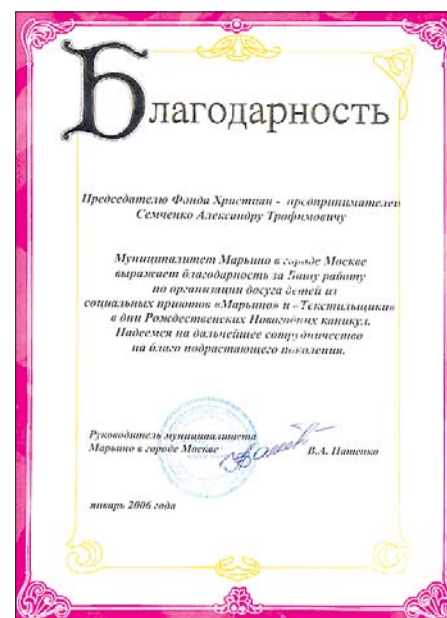 Благодарность
Председателю Фонда Христиан - предпринимателей
Семченко Александру Трофимовичу
Муниципалитет Марьино в городе Москве
выражает благодарность за Вашу работу
по организации досуга детей из
социальных приютов «Марьино» и «Текстильщики»
в дни Рождественских Новогодних каникул.
Надеемся на дальнейшее сотрудничество
на благо подрастающего поколения.
Руководитель муниципалитета
Марьино в городе Москве
В.А. Патенко
январь 2006 года